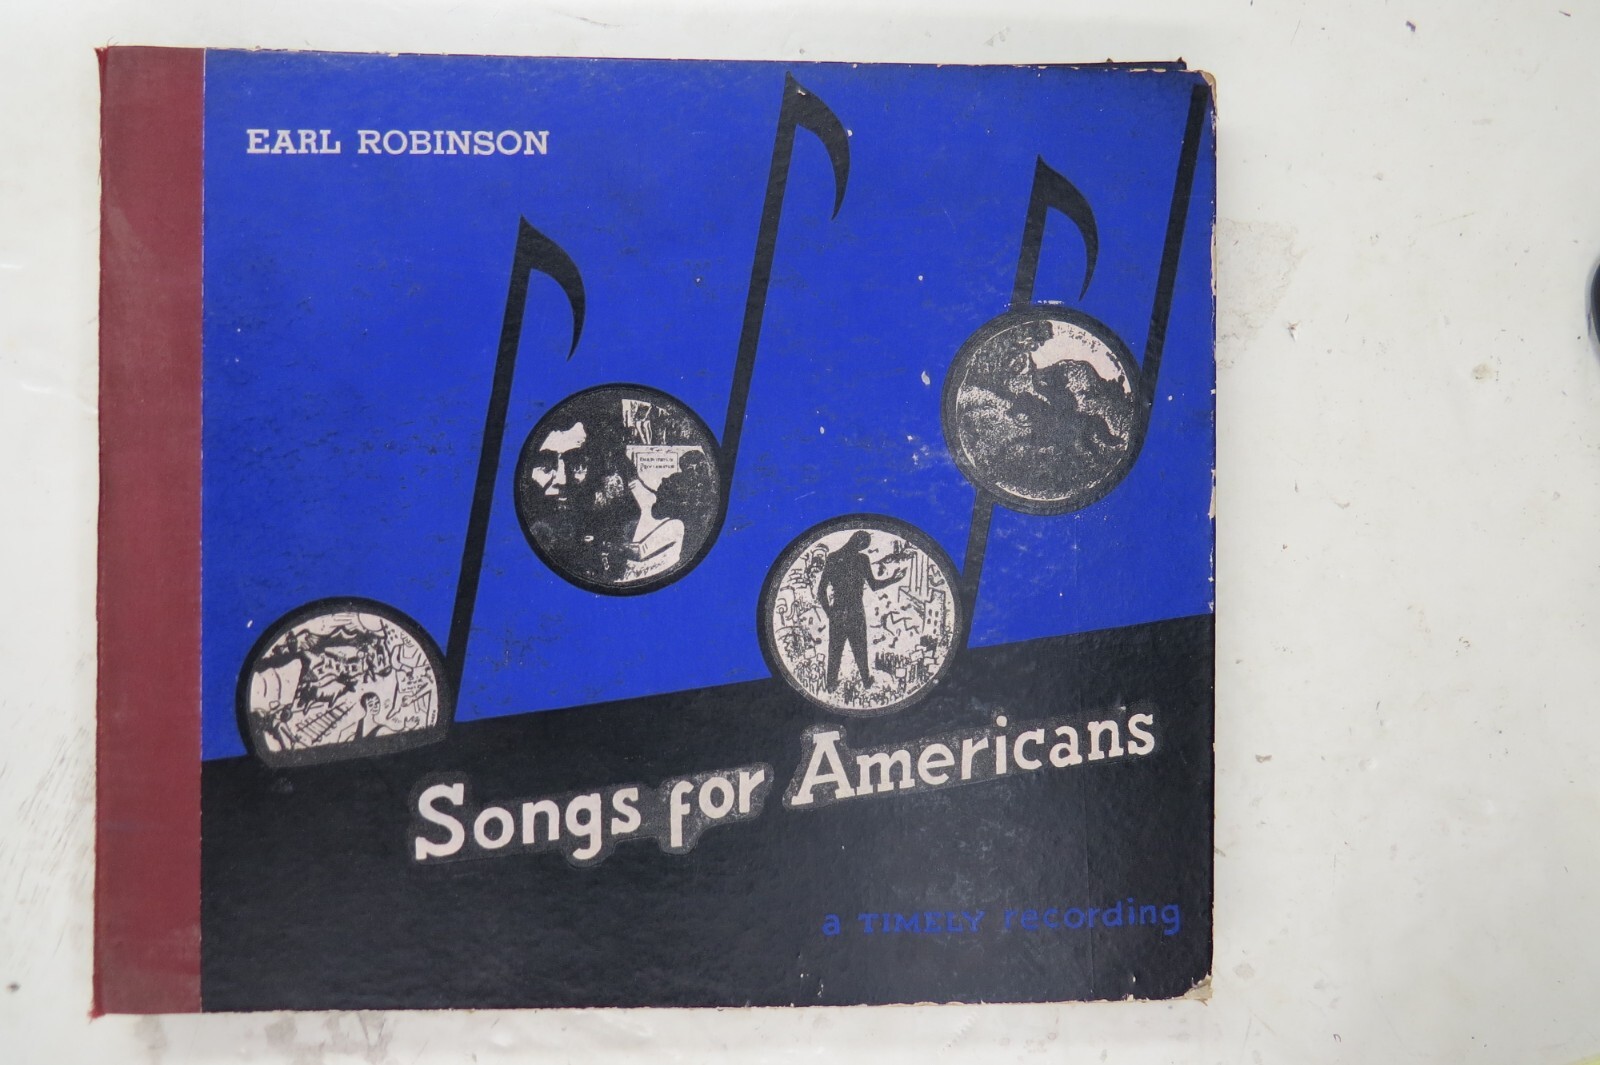 EARL ROBINSON
Songs for Americans
a TIMELY recording